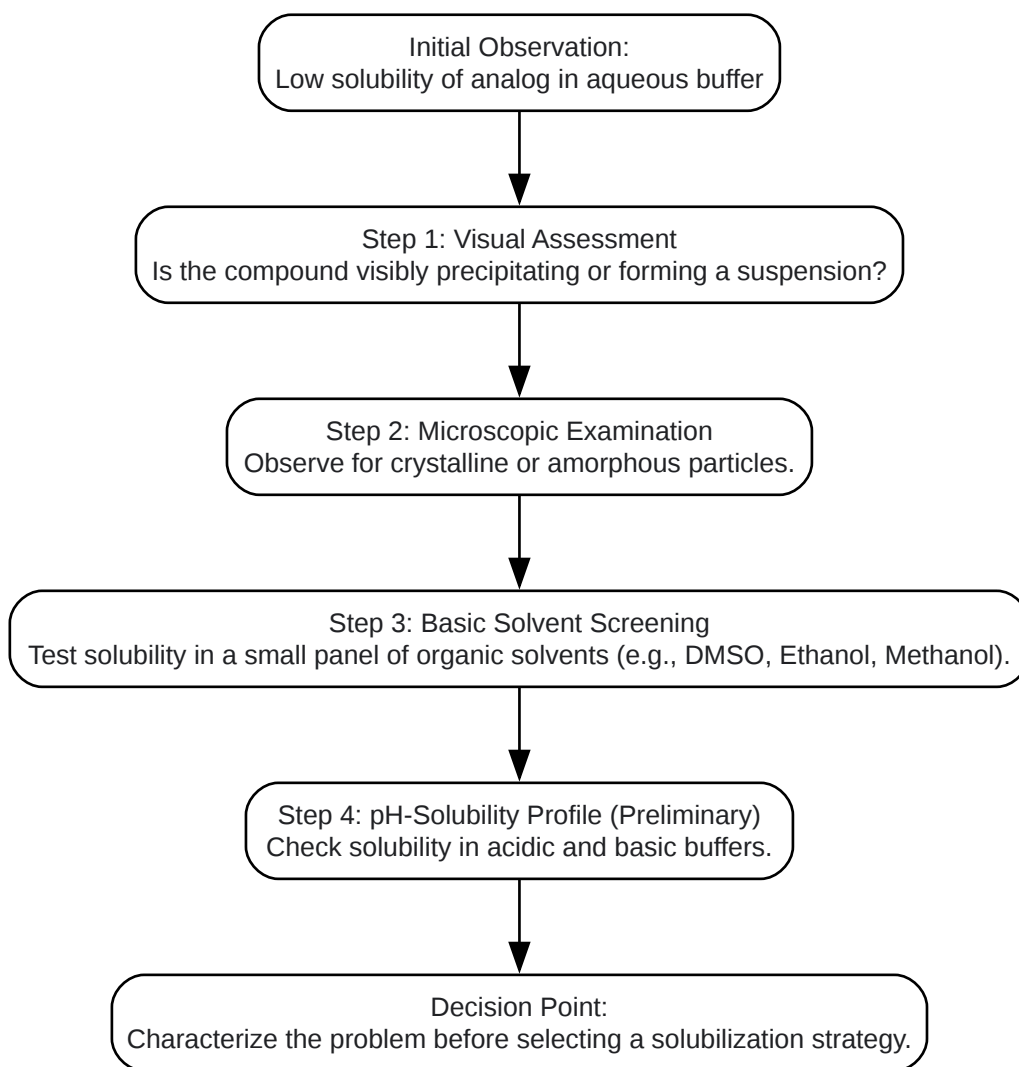 Initial Observation:
Low solubility of analog in aqueous buffer
Step 1: Visual Assessment
Is the compound visibly precipitating or forming a suspension?
Step 2: Microscopic Examination
Observe for crystalline or amorphous particles.
Step 3: Basic Solvent Screening
Test solubility in a small panel of organic solvents (e.g., DMSO, Ethanol, Methanol).
Step 4: pH-Solubility Profile (Preliminary)
Check solubility in acidic and basic buffers.
Decision Point:
Characterize the problem before selecting a solubilization strategy.